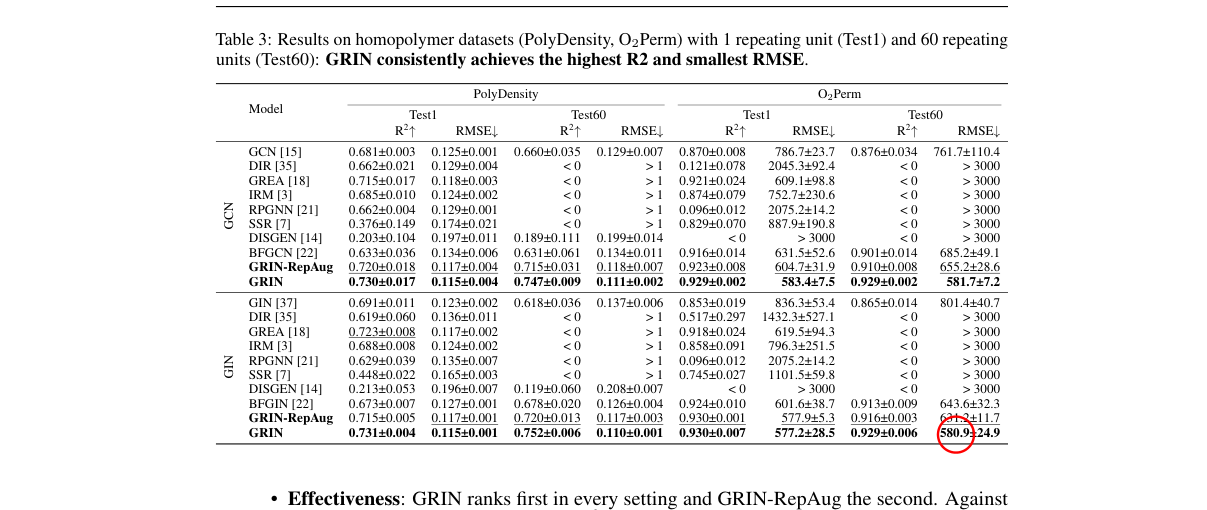 Table 3: Results on homopolymer datasets (PolyDensity, O₂Perm) with 1 repeating unit (Test1) and 60 repeating
units (Test60): GRIN consistently achieves the highest R2 and smallest RMSE.
Model PolyDensity O₂Perm
Test1 Test60 Test1 Test60
R²↑ RMSE↓ R²↑ RMSE↓ R²↑ RMSE↓ R²↑ RMSE↓
GCN
GCN [15] 0.681±0.003 0.125±0.001 0.660±0.035 0.129±0.007 0.870±0.008 786.7±23.7 0.876±0.034 761.7±110.4
DIR [35] 0.662±0.021 0.129±0.004 < 0 > 1 0.121±0.078 2045.3±92.4 < 0 > 3000
GREA [18] 0.715±0.017 0.118±0.003 < 0 > 1 0.921±0.024 609.1±98.8 < 0 > 3000
IRM [3] 0.685±0.010 0.124±0.002 < 0 > 1 0.874±0.079 752.7±230.6 < 0 > 3000
RPGNN [21] 0.662±0.004 0.129±0.001 < 0 > 1 0.096±0.012 2075.2±14.2 < 0 > 3000
SSR [7] 0.376±0.149 0.174±0.021 < 0 > 1 0.829±0.070 887.9±190.8 < 0 > 3000
DISGEN [14] 0.203±0.104 0.197±0.011 0.189±0.111 0.199±0.014 < 0 > 3000 < 0 > 3000
BFGCN [22] 0.633±0.036 0.134±0.006 0.631±0.061 0.134±0.011 0.916±0.014 631.5±52.6 0.901±0.014 685.2±49.1
GRIN-RepAug 0.720±0.018 0.117±0.004 0.715±0.031 0.118±0.007 0.923±0.008 604.7±31.9 0.910±0.008 655.2±28.6
GRIN 0.730±0.017 0.115±0.004 0.747±0.009 0.111±0.002 0.929±0.002 583.4±7.5 0.929±0.002 581.7±7.2
GIN
GIN [37] 0.691±0.011 0.123±0.002 0.618±0.036 0.137±0.006 0.853±0.019 836.3±53.4 0.865±0.014 801.4±40.7
DIR [35] 0.619±0.060 0.136±0.011 < 0 > 1 0.517±0.297 1432.3±527.1 < 0 > 3000
GREA [18] 0.723±0.008 0.117±0.002 < 0 > 1 0.918±0.024 619.5±94.3 < 0 > 3000
IRM [3] 0.688±0.008 0.124±0.002 < 0 > 1 0.858±0.091 796.3±251.5 < 0 > 3000
RPGNN [21] 0.629±0.039 0.135±0.007 < 0 > 1 0.096±0.012 2075.2±14.2 < 0 > 3000
SSR [7] 0.448±0.022 0.165±0.003 < 0 > 1 0.745±0.027 1101.5±59.8 < 0 > 3000
DISGEN [14] 0.213±0.053 0.196±0.007 0.119±0.060 0.208±0.007 < 0 > 3000 < 0 > 3000
BFGIN [22] 0.673±0.007 0.127±0.001 0.678±0.020 0.126±0.004 0.924±0.010 601.6±38.7 0.913±0.009 643.6±32.3
GRIN-RepAug 0.715±0.005 0.117±0.001 0.720±0.013 0.117±0.003 0.930±0.001 577.9±5.3 0.916±0.003 631.2±11.7
GRIN 0.731±0.004 0.115±0.001 0.752±0.006 0.110±0.001 0.930±0.007 577.2±28.5 0.929±0.006 580.9±24.9
• Effectiveness: GRIN ranks first in every setting and GRIN-RepAug the second. Against